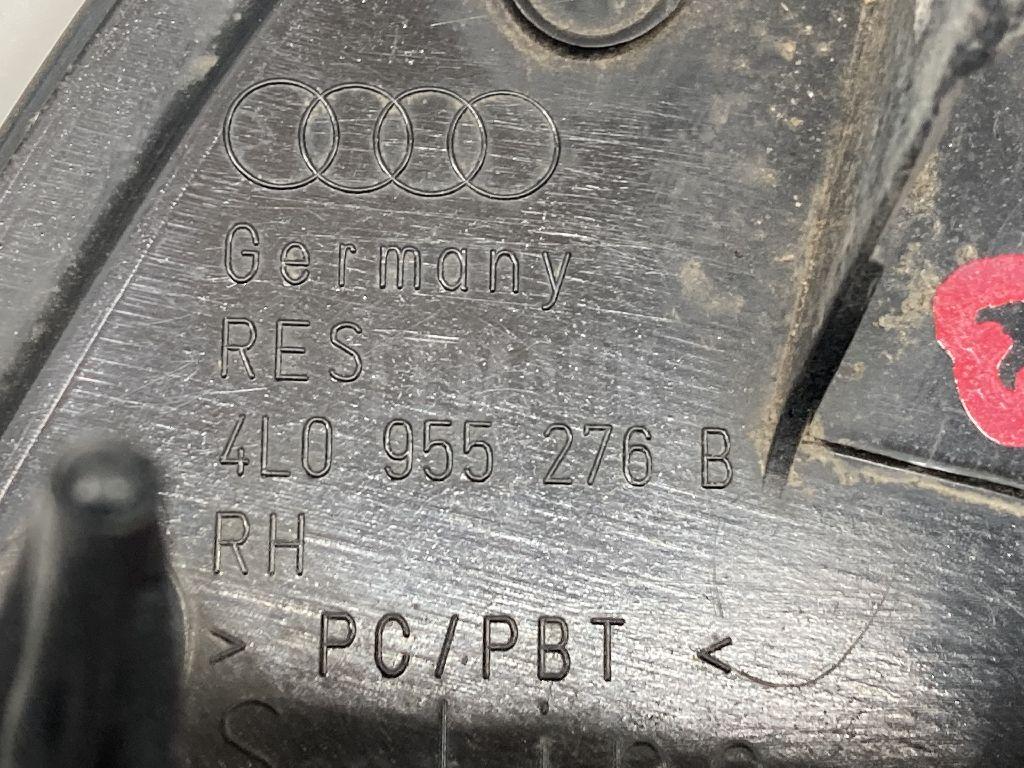 Germany
RES
4L0 955 276 B
RH
> PC/PBT <